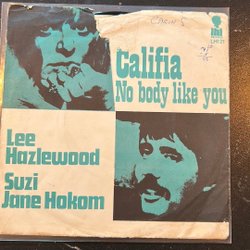 Califia
No body like you
Lee
Hazlewood
Suzi
Jane Hokom